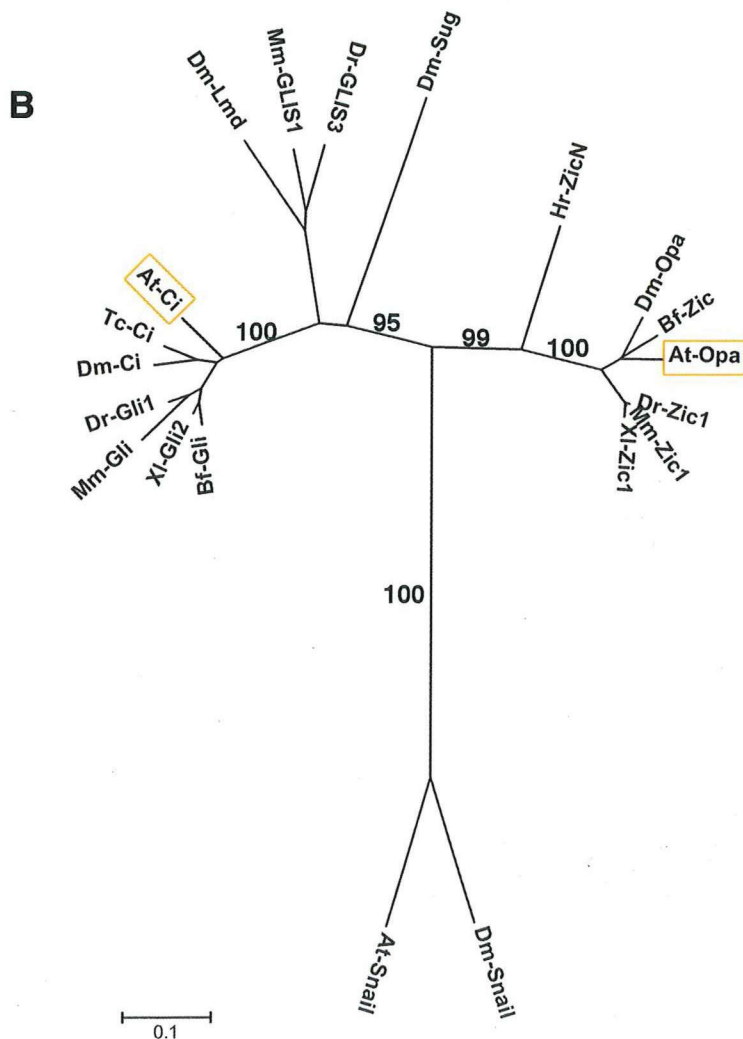 B
Dm-Lmd
Mm-GLIS1
Dr-GLIS3
Dm-Sug
Hr-ZicN
Dm-Opa
Bf-Zic
At-Opa
Dr-Zic1
Mm-Zic1
Xl-Zic1
At-Ci
Tc-Ci
Dm-Ci
Dr-Gli1
Mm-Gli
Xl-Gli2
Bf-Gli
100
95
99
100
100
At-Snail
Dm-Snail
0.1